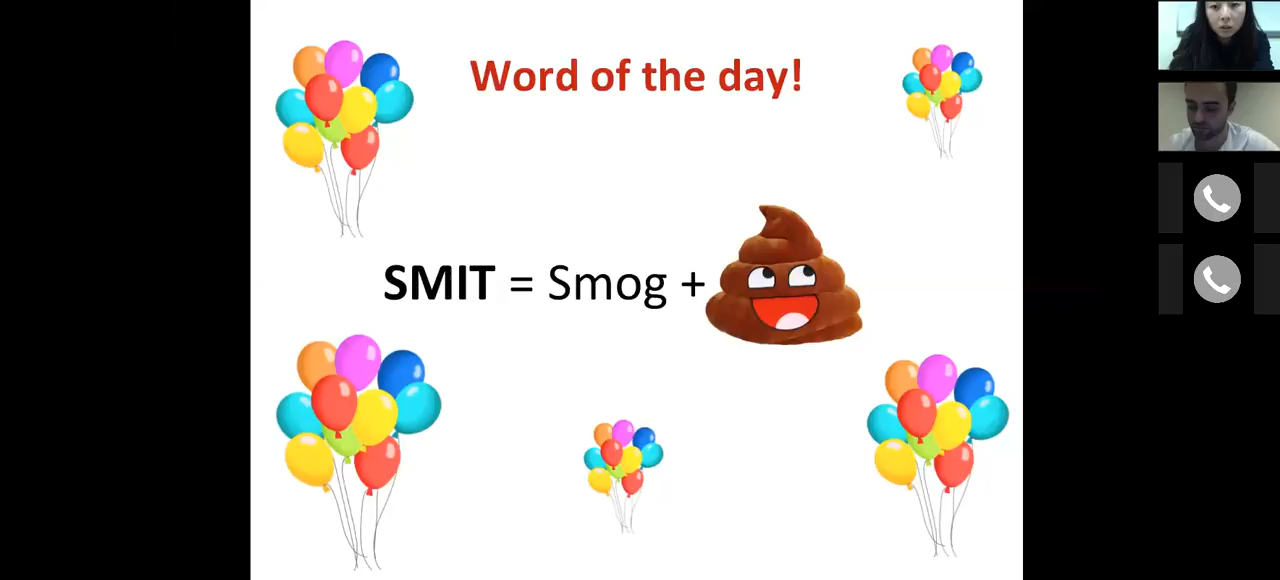 Word of the day!
SMIT = Smog +